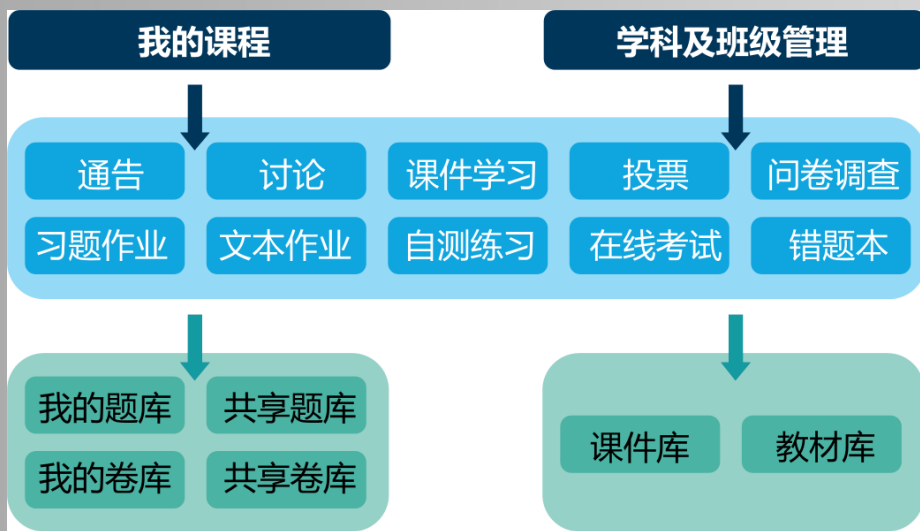 我的课程
学科及班级管理
通告 讨论 课件学习 投票 问卷调查
习题作业 文本作业 自测练习 在线考试 错题本
我的题库 共享题库
我的卷库 共享卷库
课件库 教材库